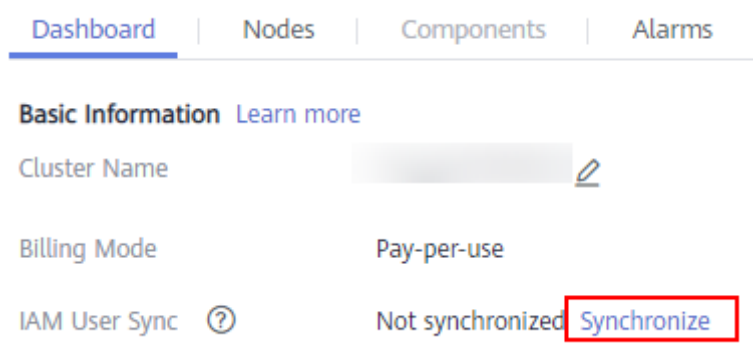 Dashboard Nodes Components Alarms
Basic Information Learn more
Cluster Name
Billing Mode Pay-per-use
IAM User Sync ? Not synchronized Synchronize